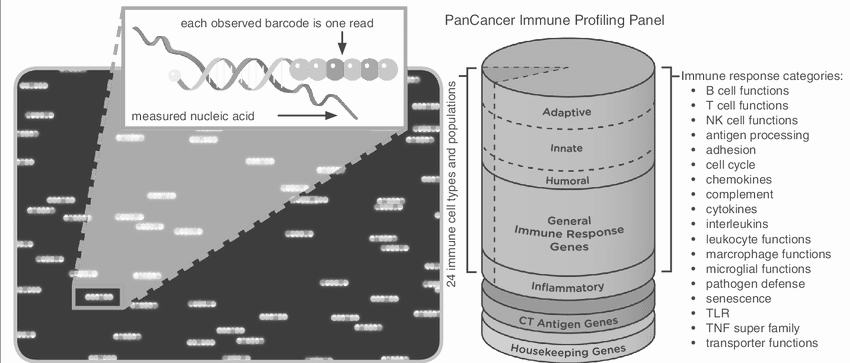 each observed barcode is one read
measured nucleic acid
PanCancer Immune Profiling Panel
24 immune cell types and populations
Adaptive
Innate
Humoral
General
Immune Response
Genes
Inflammatory
CT Antigen Genes
Housekeeping Genes
Immune response categories:
• B cell functions
• T cell functions
• NK cell functions
• antigen processing
• adhesion
• cell cycle
• chemokines
• complement
• cytokines
• interleukins
• leukocyte functions
• marcrophage functions
• microglial functions
• pathogen defense
• senescence
• TLR
• TNF super family
• transporter functions